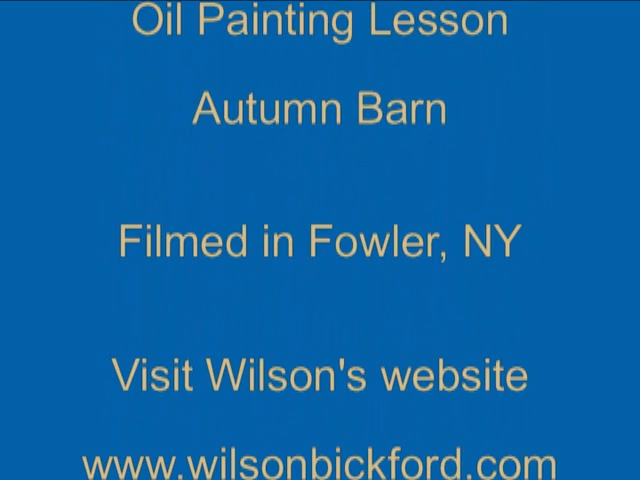 Oil Painting Lesson
Autumn Barn
Filmed in Fowler, NY
Visit Wilson's website
www.wilsonbickford.com